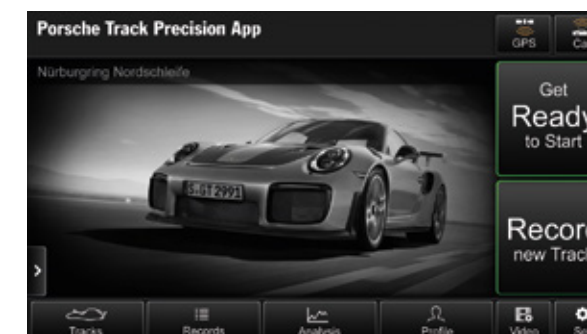 Porsche Track Precision App
GPS
Nürburgring Nordschleife
Get
Ready
to Start
S·GT 2991
Record
new Track
Tracks
Records
Analysis
Profile
Video